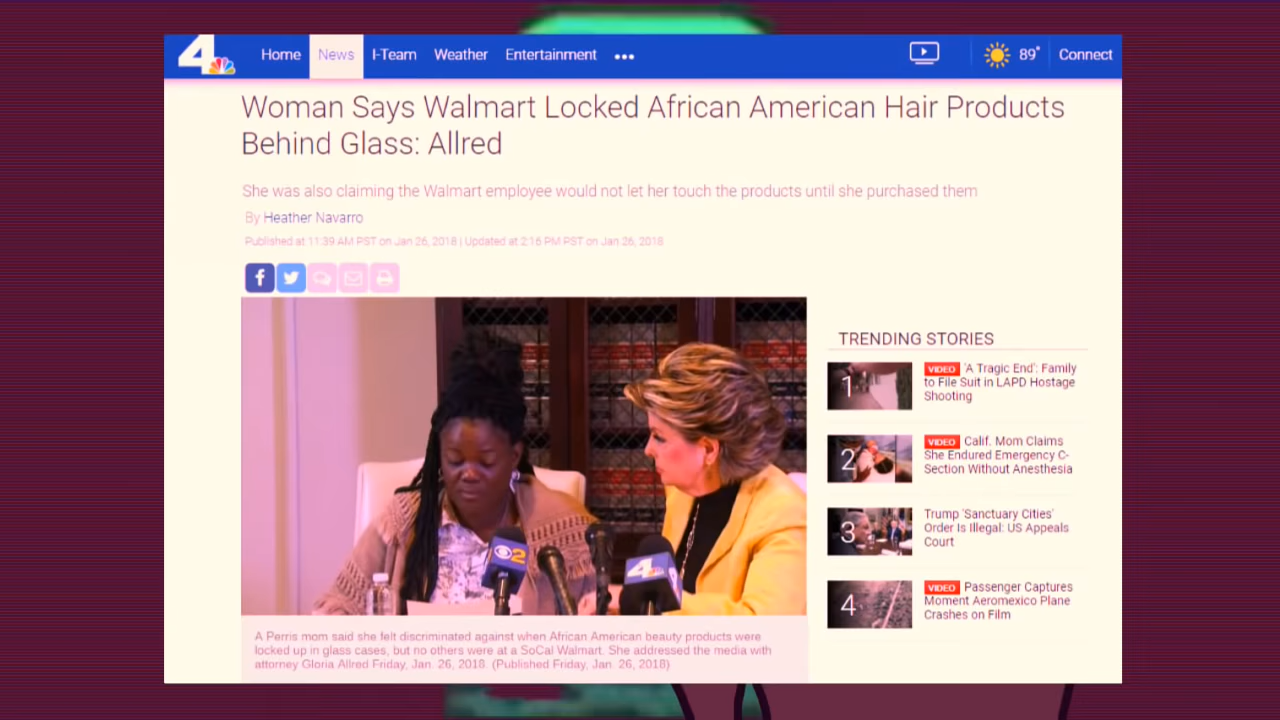 4
Home News I-Team Weather Entertainment ••• 89° Connect
Woman Says Walmart Locked African American Hair Products
Behind Glass: Allred
She was also claiming the Walmart employee would not let her touch the products until she purchased them
By Heather Navarro
Published at 11:39 AM PST on Jan 26, 2018 | Updated at 2:16 PM PST on Jan 26, 2018
f
2
4
A Perris mom said she felt discriminated against when African American beauty products were
locked up in glass cases, but no others were at a SoCal Walmart. She addressed the media with
attorney Gloria Allred Friday, Jan. 26, 2018. (Published Friday, Jan. 26, 2018)
TRENDING STORIES
1
VIDEO 'A Tragic End': Family
to File Suit in LAPD Hostage
Shooting
2
VIDEO Calif. Mom Claims
She Endured Emergency C-
Section Without Anesthesia
3
Trump 'Sanctuary Cities'
Order Is Illegal: US Appeals
Court
4
VIDEO Passenger Captures
Moment Aeromexico Plane
Crashes on Film